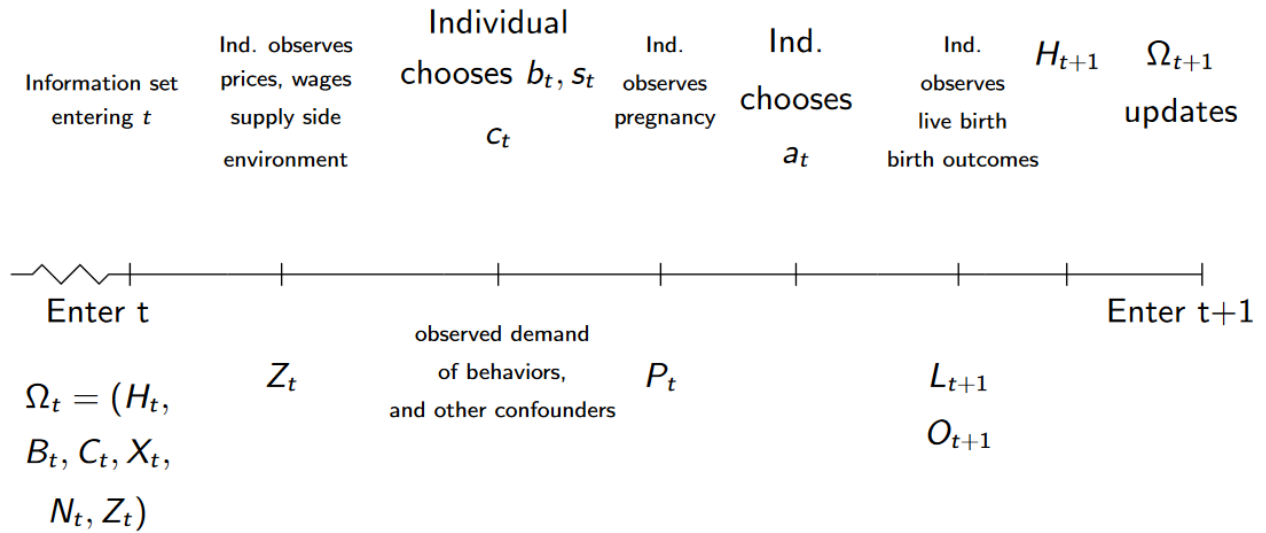 Information set
entering t
Ind. observes
prices, wages
supply side
environment
Individual
chooses b_t, s_t
c_t
Ind.
observes
pregnancy
Ind.
chooses
a_t
Ind.
observes
live birth
birth outcomes
H_{t+1}
Ω_{t+1}
updates
Enter t
Enter t+1
Ω_t = (H_t,
B_t, C_t, X_t,
N_t, Z_t)
Z_t
observed demand
of behaviors,
and other confounders
P_t
L_{t+1}
O_{t+1}